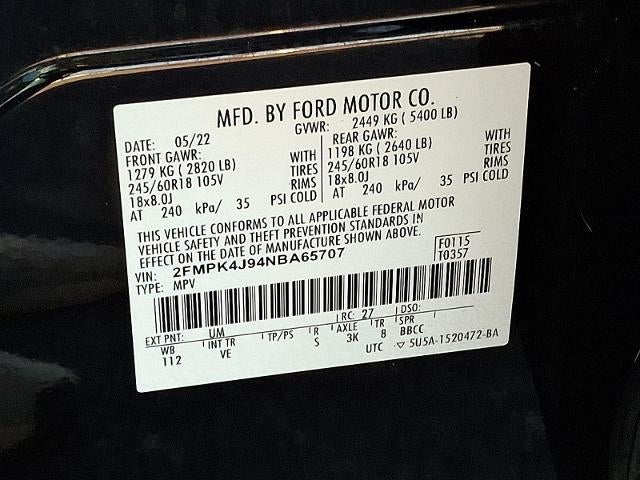 MFD. BY FORD MOTOR CO.
DATE: 05/22 GVWR: 2449 KG ( 5400 LB)
FRONT GAWR: REAR GAWR:
1279 KG ( 2820 LB) WITH 1198 KG ( 2640 LB) WITH
245/60R18 105V TIRES 245/60R18 105V TIRES
18x8.0J RIMS 18x8.0J RIMS
AT 240 kPa/ 35 PSI COLD AT 240 kPa/ 35 PSI COLD
THIS VEHICLE CONFORMS TO ALL APPLICABLE FEDERAL MOTOR
VEHICLE SAFETY AND THEFT PREVENTION STANDARDS IN
EFFECT ON THE DATE OF MANUFACTURE SHOWN ABOVE.
VIN: 2FMPK4J94NBA65707 F0115
TYPE: MPV T0357
EXT PNT: UM RC: 27 DSO:
WB INT TR TP/PS R AXLE TR SPR
112 VE S 3K 8 BBCC
UTC ▽ 5U5A-1520472-BA